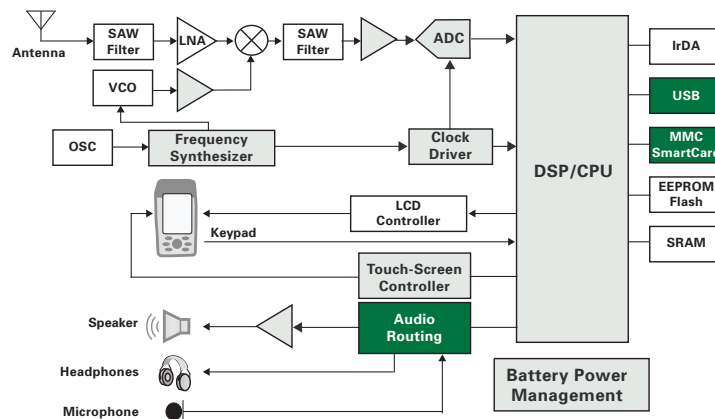 Antenna
SAW
Filter
LNA
SAW
Filter
ADC
IrDA
VCO
USB
OSC
Frequency
Synthesizer
Clock
Driver
DSP/CPU
MMC
SmartCard
LCD
Controller
EEPROM
Flash
Keypad
SRAM
Touch-Screen
Controller
Speaker
Audio
Routing
Headphones
Battery Power
Management
Microphone